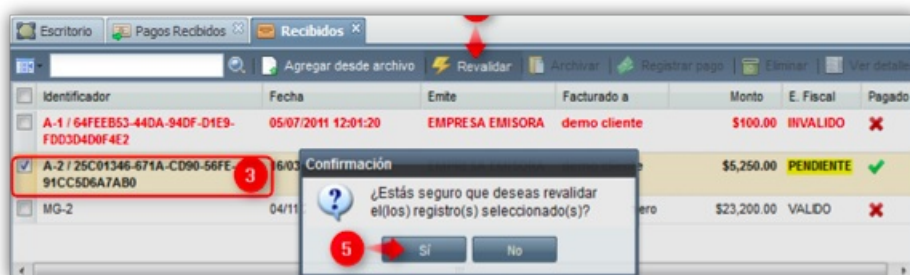 Escritorio Pagos Recibidos Recibidos
Agregar desde archivo Revalidar Archivar Registrar pago Eliminar Ver detalle
Identificador Fecha Emite Facturado a Monto E. Fiscal Pagado
A-1 / 64FEEB53-44DA-94DF-D1E9- 05/07/2011 12:01:20 EMPRESA EMISORA demo cliente $100.00 INVALIDO
FDD3D4D0F4E2
A-2 / 25C01346-671A-CD90-56FE- 16/03 $5,250.00 PENDIENTE
91CC5D6A7AB0
3
Confirmación
¿Estás seguro que deseas revalidar
el(los) registro(s) seleccionado(s)?
MG-2 04/11 ero $23,200.00 VALIDO
5 Sí No